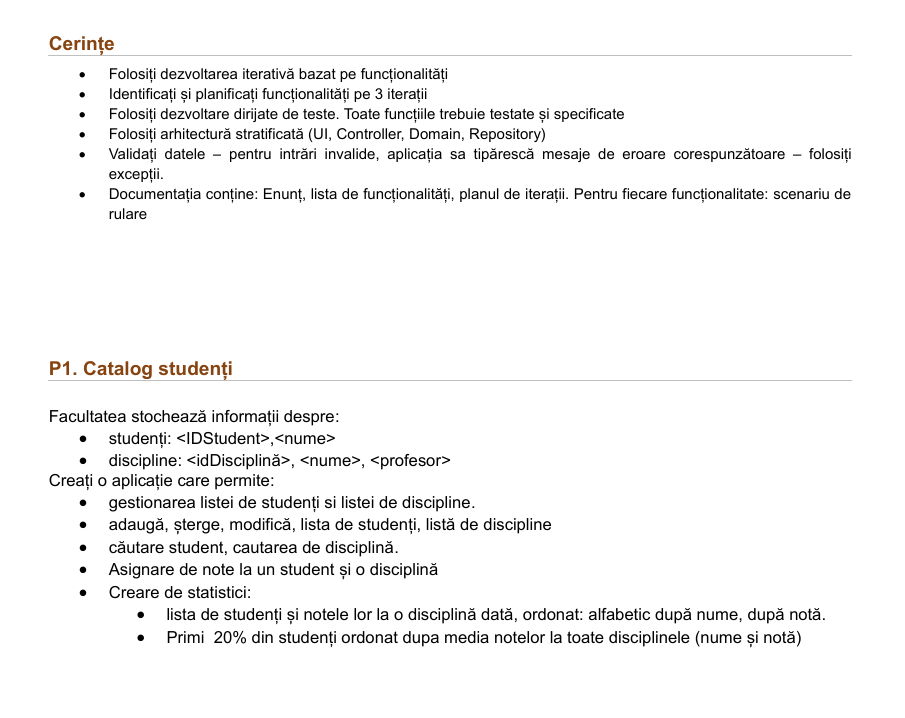 Cerințe
• Folosiți dezvoltarea iterativă bazat pe funcționalități
• Identificați și planificați funcționalități pe 3 iterații
• Folosiți dezvoltare dirijate de teste. Toate funcțiile trebuie testate și specificate
• Folosiți arhitectură stratificată (UI, Controller, Domain, Repository)
• Validați datele – pentru intrări invalide, aplicația sa tipărescă mesaje de eroare corespunzătoare – folosiți
excepții.
• Documentația conține: Enunț, lista de funcționalități, planul de iterații. Pentru fiecare funcționalitate: scenariu de
rulare
P1. Catalog studenți
Facultatea stochează informații despre:
• studenți: <IDStudent>,<nume>
• discipline: <idDisciplină>, <nume>, <profesor>
Creați o aplicație care permite:
• gestionarea listei de studenți si listei de discipline.
• adaugă, șterge, modifică, lista de studenți, listă de discipline
• căutare student, cautarea de disciplină.
• Asignare de note la un student și o disciplină
• Creare de statistici:
• lista de studenți și notele lor la o disciplină dată, ordonat: alfabetic după nume, după notă.
• Primi  20% din studenți ordonat dupa media notelor la toate disciplinele (nume și notă)